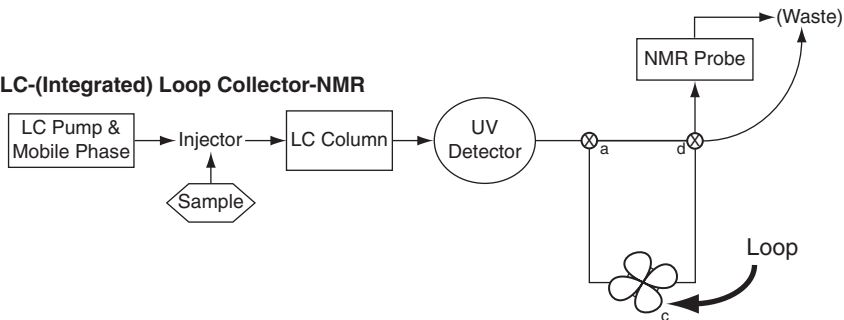 (Waste)
NMR Probe
LC-(Integrated) Loop Collector-NMR
LC Pump &
Mobile Phase
Injector
LC Column
UV
Detector
a
d
Sample
Loop
c